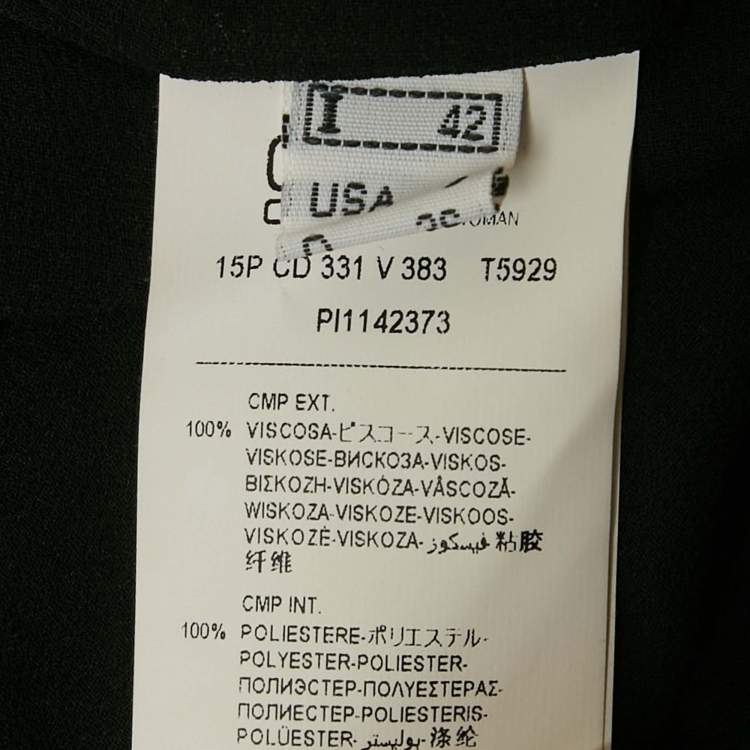 I 42
USA
15P CD 331 V 383 T5929
PI1142373
CMP EXT.
100% VISCOSA-ビスコース-VISCOSE-
VISKOSE-ВИСКОЗА-VISKOS-
ΒΙΣΚΟΖΗ-VISKÓZA-VÂSCOZĂ-
WISKOZA-VISKOZE-VISKOOS-
VISKOZĖ-VISKOZA-فيسكوز 粘胶
纤维
CMP INT.
100% POLIESTERE-ポリエステル-
POLYESTER-POLIESTER-
ПОЛИЭСТЕР-ΠΟΛΥΕΣΤΕΡΑΣ-
ПОЛИЕСТЕР-POLIESTERIS-
POLÜESTER-بوليستر-涤纶